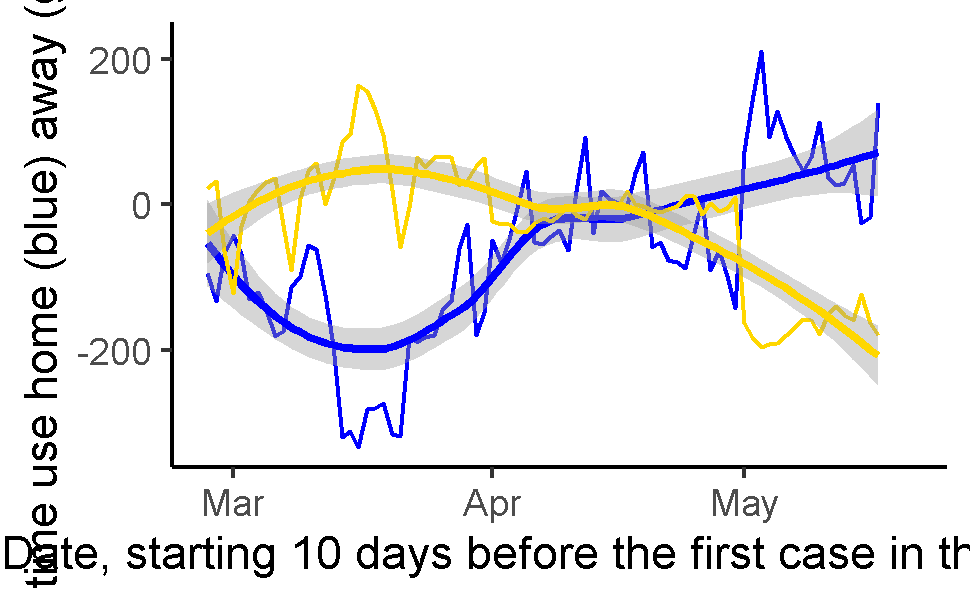 time use home (blue) away (
200
0
-200
Mar Apr May
Date, starting 10 days before the first case in th